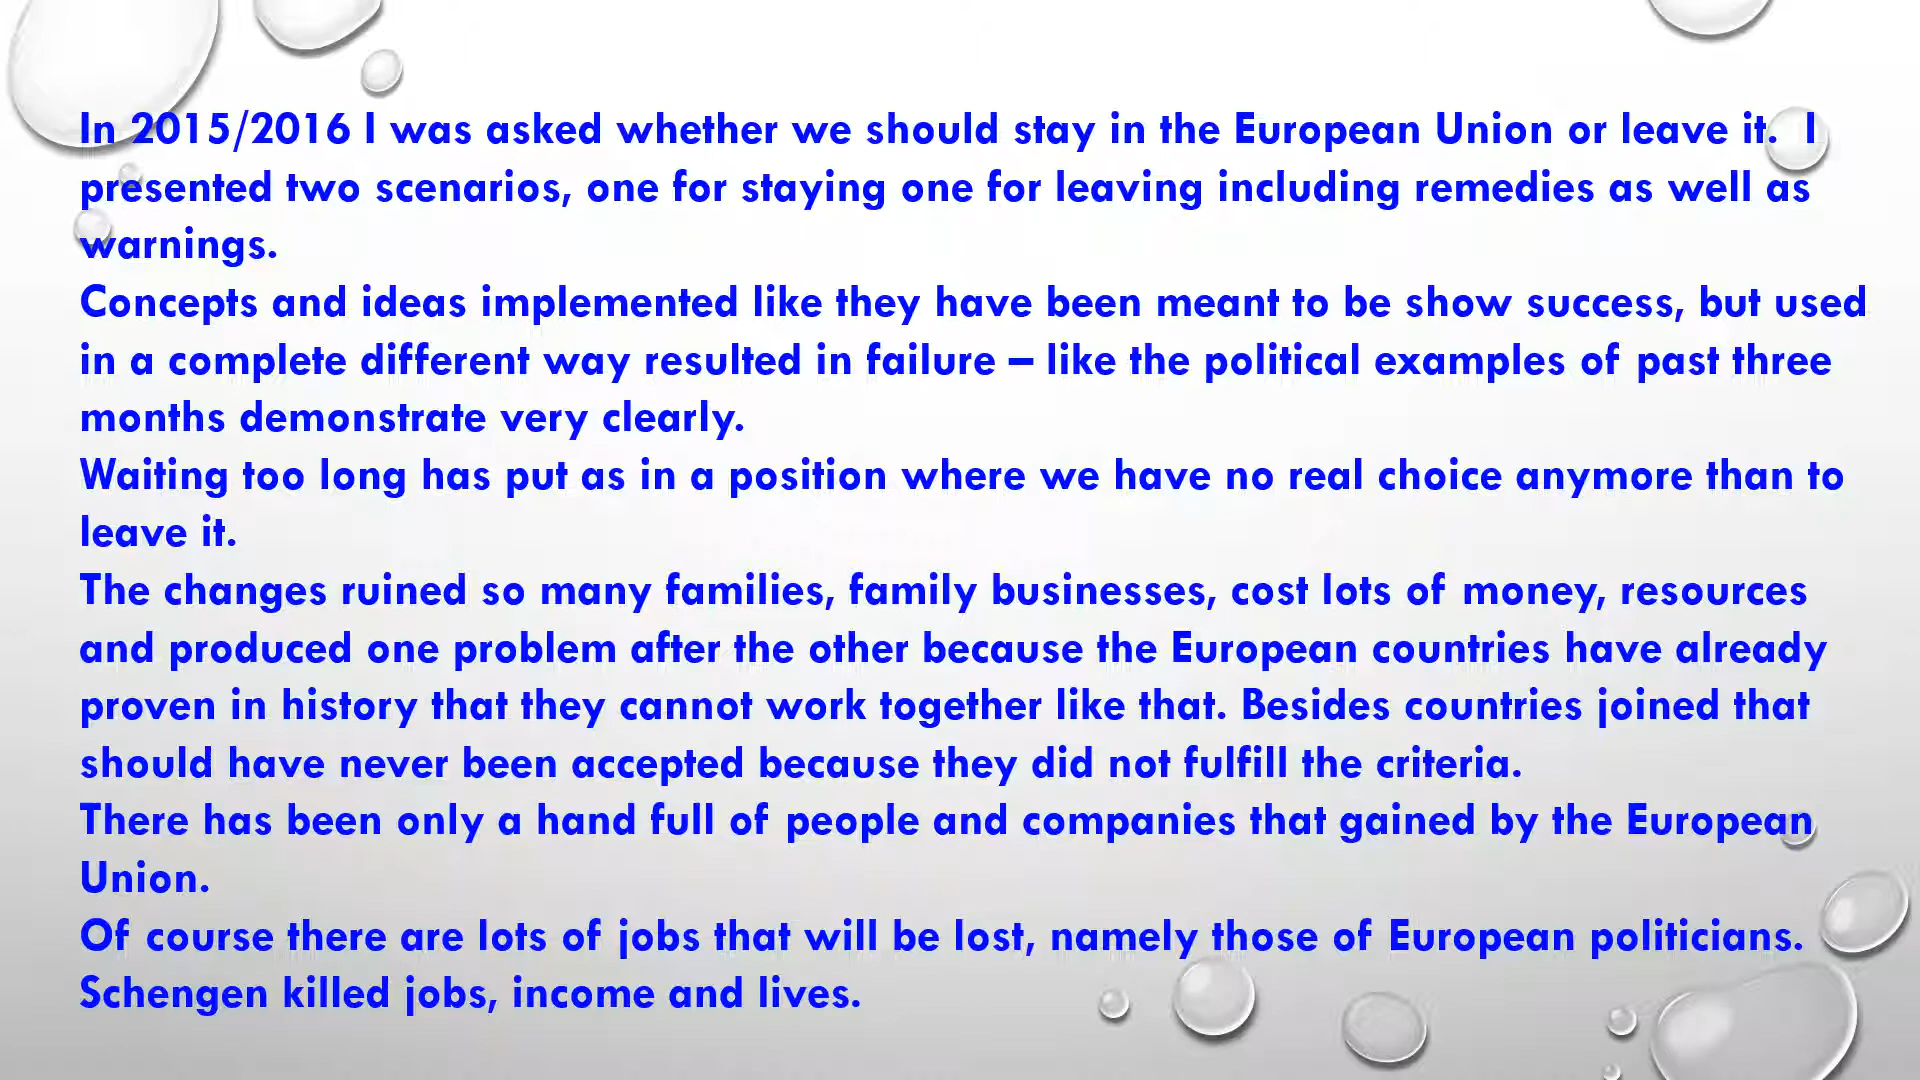 In 2015/2016 I was asked whether we should stay in the European Union or leave it.  I
presented two scenarios, one for staying one for leaving including remedies as well as
warnings.
Concepts and ideas implemented like they have been meant to be show success, but used
in a complete different way resulted in failure – like the political examples of past three
months demonstrate very clearly.
Waiting too long has put as in a position where we have no real choice anymore than to
leave it.
The changes ruined so many families, family businesses, cost lots of money, resources
and produced one problem after the other because the European countries have already
proven in history that they cannot work together like that. Besides countries joined that
should have never been accepted because they did not fulfill the criteria.
There has been only a hand full of people and companies that gained by the European
Union.
Of course there are lots of jobs that will be lost, namely those of European politicians.
Schengen killed jobs, income and lives.